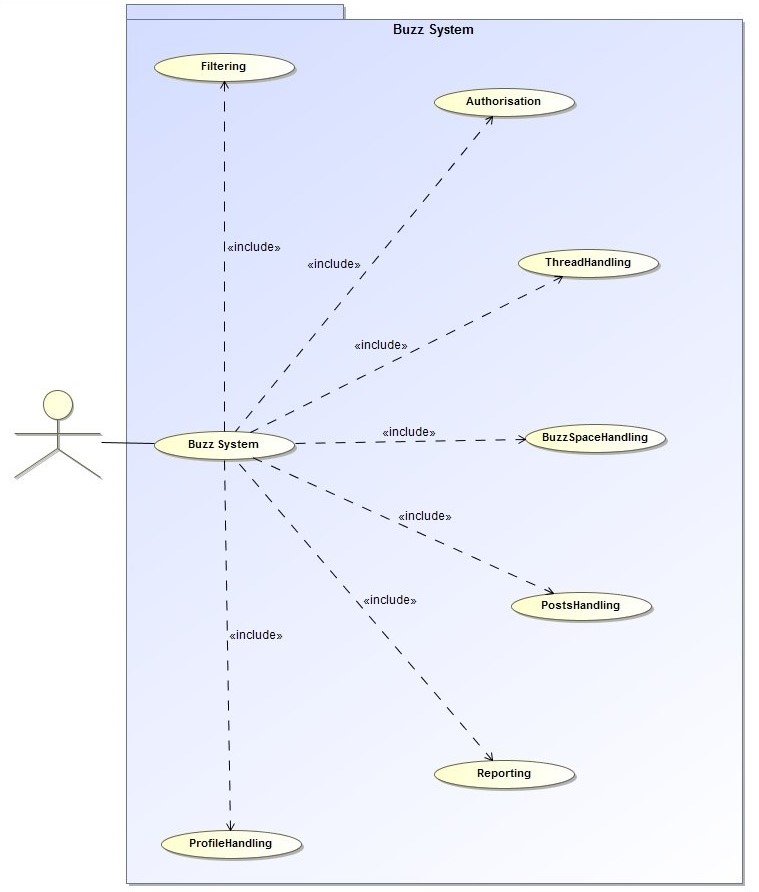 Buzz System
Filtering
Authorisation
«include»
«include»
ThreadHandling
«include»
«include»
BuzzSpaceHandling
Buzz System
«include»
«include»
PostsHandling
«include»
Reporting
ProfileHandling